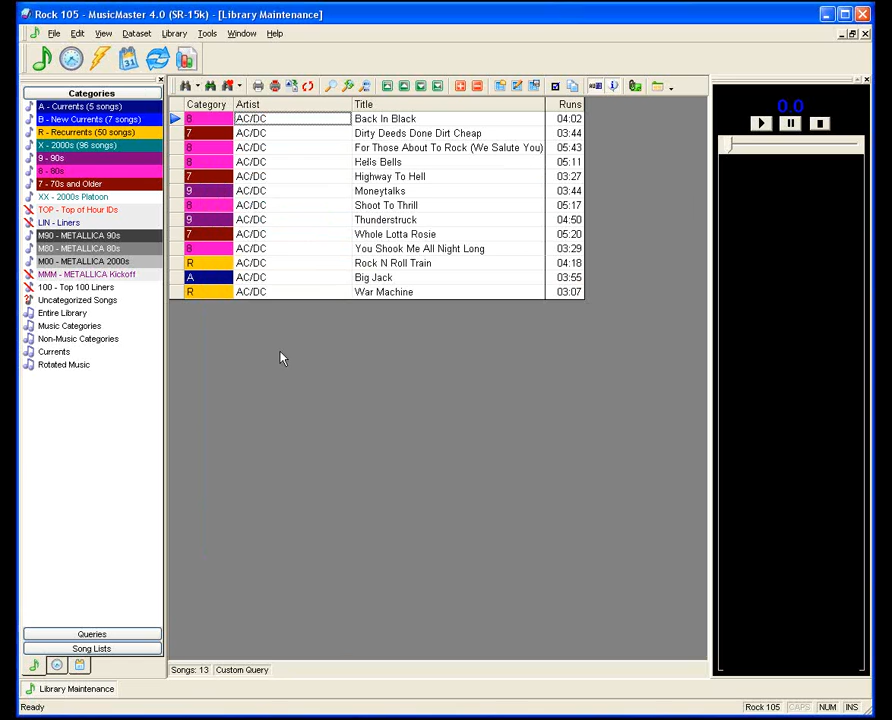 Rock 105 - MusicMaster 4.0 (SR-15k) - [Library Maintenance]
File Edit View Dataset Library Tools Window Help
31
Categories
A - Currents (5 songs)
B - New Currents (7 songs)
R - Recurrents (50 songs)
X - 2000s (96 songs)
9 - 90s
8 - 80s
7 - 70s and Older
XX - 2000s Platoon
TOP - Top of Hour IDs
LIN - Liners
M90 - METALLICA 90s
M80 - METALLICA 80s
M00 - METALLICA 2000s
MMM - METALLICA Kickoff
100 - Top 100 Liners
Uncategorized Songs
Entire Library
Music Categories
Non-Music Categories
Currents
Rotated Music
Queries
Song Lists
Category Artist Title Runs
8 AC/DC Back In Black 04:02
7 AC/DC Dirty Deeds Done Dirt Cheap 03:44
8 AC/DC For Those About To Rock (We Salute You) 05:43
8 AC/DC Hells Bells 05:11
7 AC/DC Highway To Hell 03:27
9 AC/DC Moneytalks 03:44
8 AC/DC Shoot To Thrill 05:17
9 AC/DC Thunderstruck 04:50
7 AC/DC Whole Lotta Rosie 05:20
8 AC/DC You Shook Me All Night Long 03:29
R AC/DC Rock N Roll Train 04:18
A AC/DC Big Jack 03:55
R AC/DC War Machine 03:07
0.0
Songs: 13 Custom Query
Library Maintenance
Ready Rock 105 CAPS NUM INS